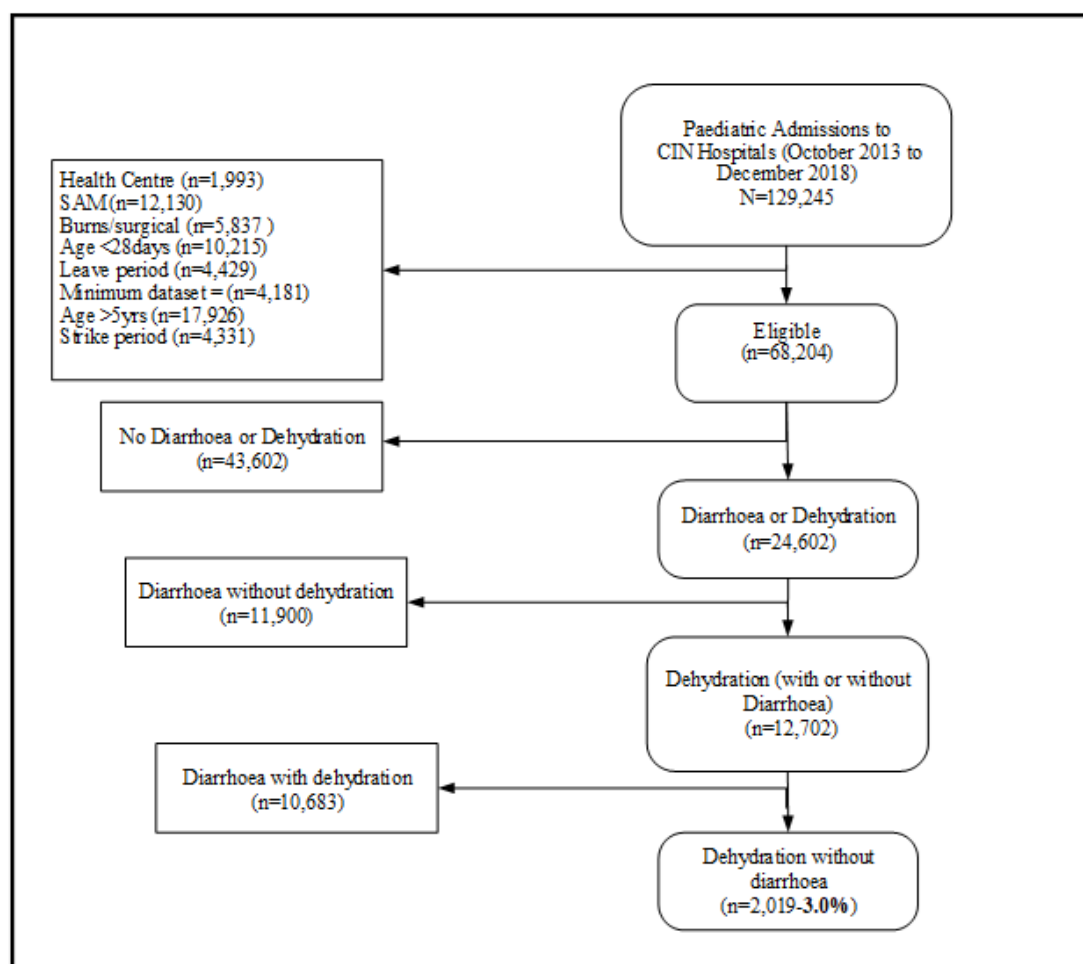 Paediatric Admissions to
CIN Hospitals (October 2013 to
December 2018)
N=129,245
Health Centre (n=1,993)
SAM(n=12,130)
Burns/surgical (n=5,837 )
Age <28days (n=10,215)
Leave period (n=4,429)
Minimum dataset = (n=4,181)
Age >5yrs (n=17,926)
Strike period (n=4,331)
Eligible
(n=68,204)
No Diarrhoea or Dehydration
(n=43,602)
Diarrhoea or Dehydration
(n=24,602)
Diarrhoea without dehydration
(n=11,900)
Dehydration (with or without
Diarrhoea)
(n=12,702)
Diarrhoea with dehydration
(n=10,683)
Dehydration without
diarrhoea
(n=2,019-3.0%)